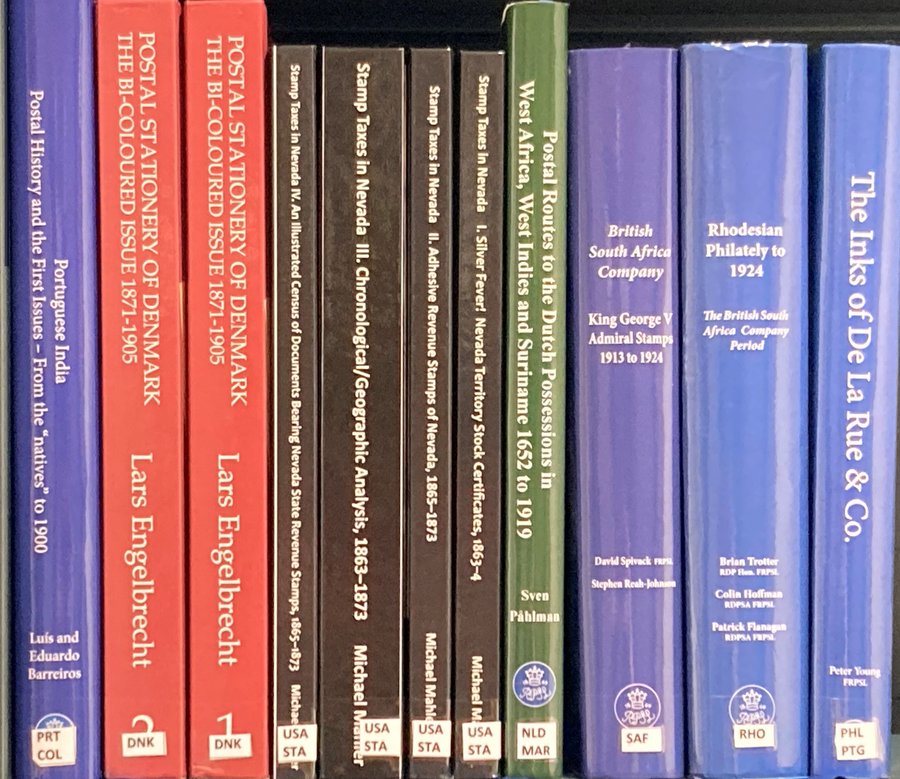 Portuguese India
Postal History and the First Issues – From the "natives" to 1900
Luís and
Eduardo
Barreiros
PRT
COL
POSTAL STATIONERY OF DENMARK
THE BI-COLOURED ISSUE 1871-1905
Lars Engelbrecht
DNK
POSTAL STATIONERY OF DENMARK
THE BI-COLOURED ISSUE 1871-1905
Lars Engelbrecht
1
DNK
Stamp Taxes in Nevada IV. An Illustrated Census of Documents Bearing Nevada State Revenue Stamps, 1865–1873
USA
STA
Stamp Taxes in Nevada III. Chronological/Geographic Analysis, 1863–1873 Michael Mahler
USA
STA
Stamp Taxes in Nevada II. Adhesive Revenue Stamps of Nevada, 1865–1873 Michael
USA
STA
Stamp Taxes in Nevada I. Silver Fever! Nevada Territory Stock Certificates, 1863–4 Michael
USA
STA
Postal Routes to the Dutch Possessions in
West Africa, West Indies and Suriname 1652 to 1919
Sven
Påhlman
NLD
MAR
British
South Africa
Company
King George V
Admiral Stamps
1913 to 1924
David Spivack FRPSL
Stephen Reah-Johnson
SAF
Rhodesian
Philately to
1924
The British South
Africa Company
Period
Brian Trotter
RDP Hon. FRPSL
Colin Hoffman
RDPSA FRPSL
Patrick Flanagan
RDPSA FRPSL
RHO
The Inks of De La Rue & Co.
Peter Young
FRPSL
PHL
PTG